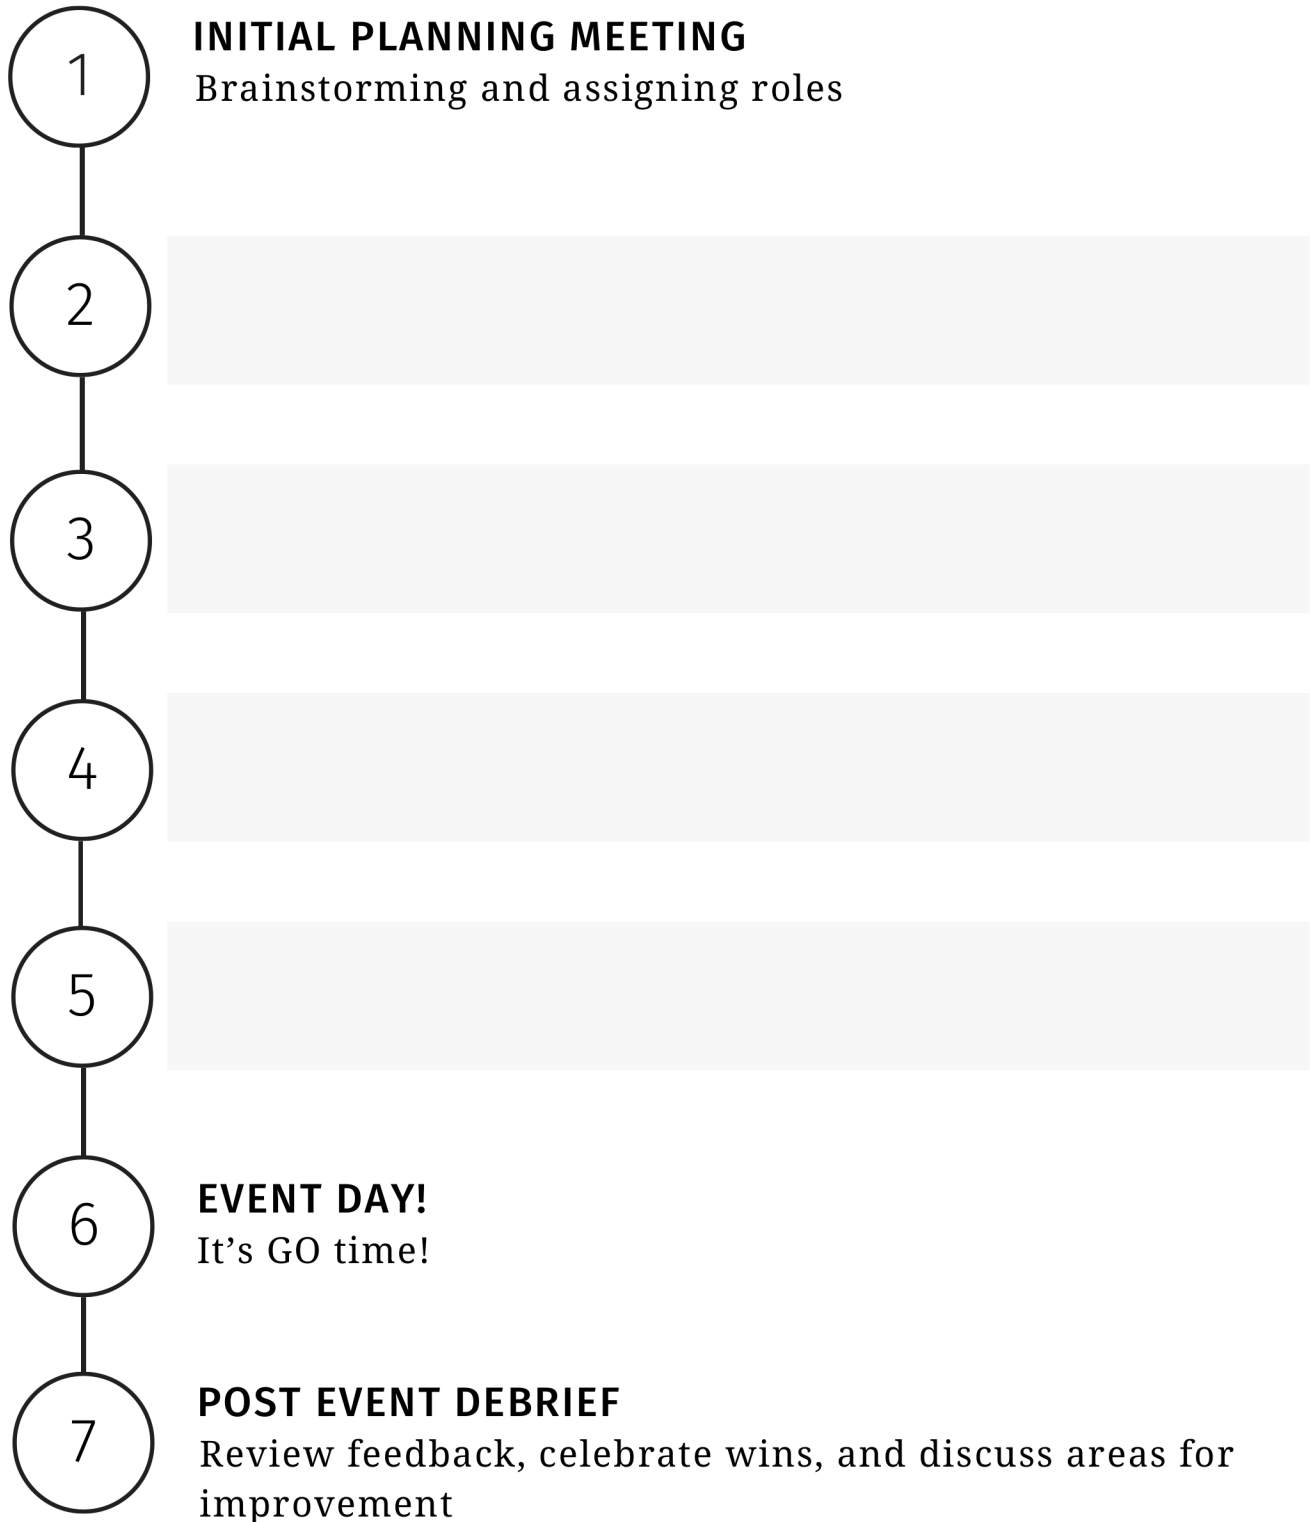 1
INITIAL PLANNING MEETING
Brainstorming and assigning roles
2
3
4
5
6
EVENT DAY!
It’s GO time!
7
POST EVENT DEBRIEF
Review feedback, celebrate wins, and discuss areas for
improvement